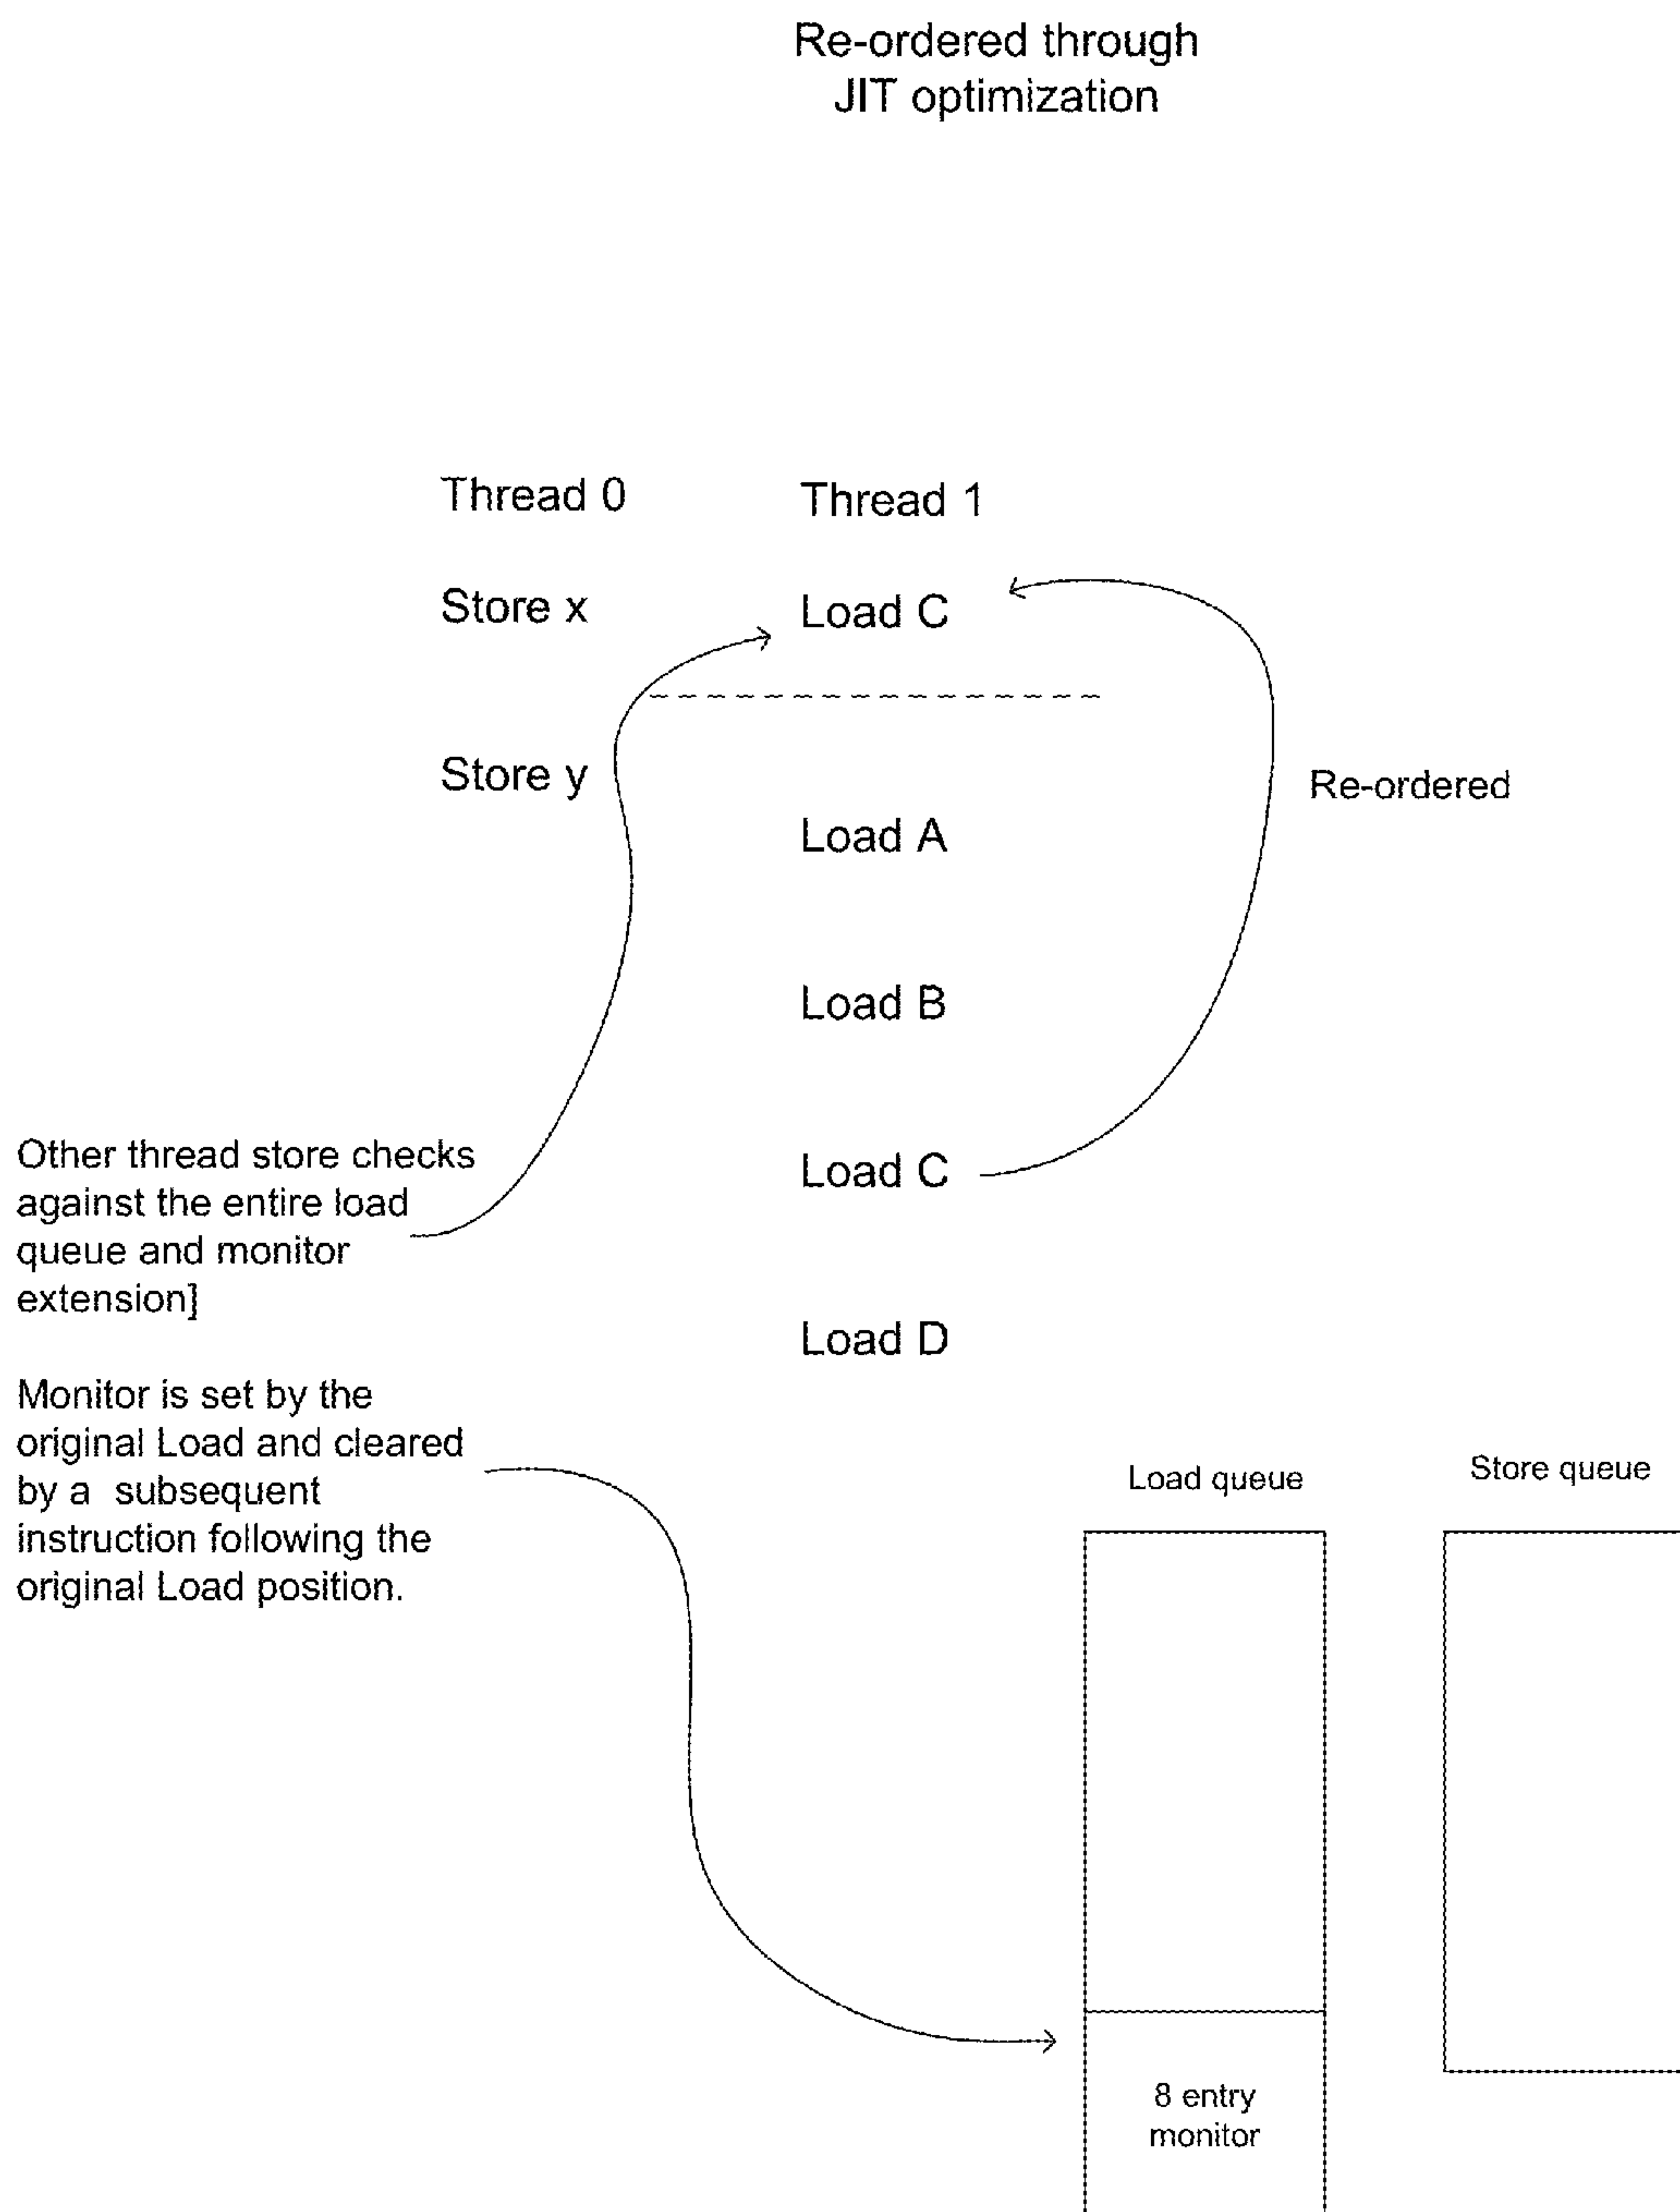 Re-ordered through
JIT optimization
Thread 0
Thread 1
Store x
Load C
Store y
Re-ordered
Load A
Load B
Load C
Other thread store checks
against the entire load
queue and monitor
extension]
Load D
Monitor is set by the
original Load and cleared
by a subsequent
instruction following the
original Load position.
Load queue
Store queue
8 entry
monitor